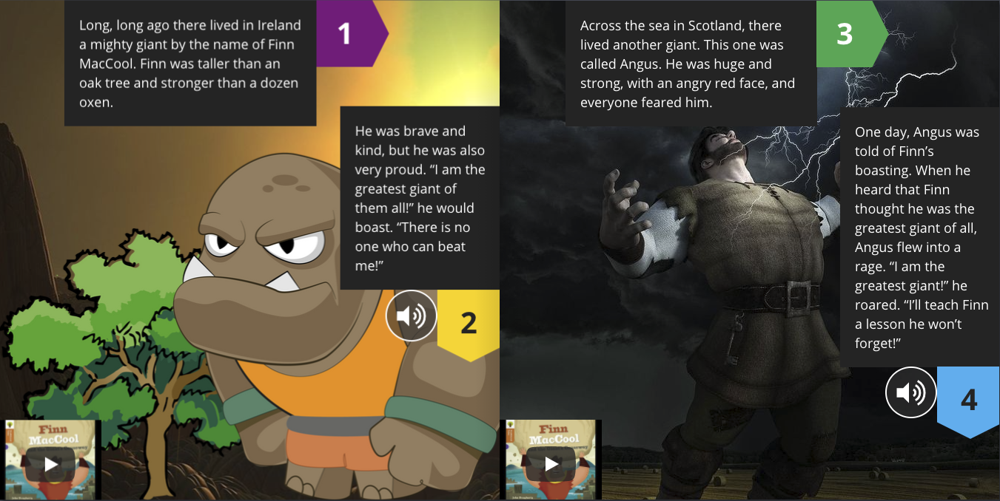 Long, long ago there lived in Ireland
a mighty giant by the name of Finn
MacCool. Finn was taller than an
oak tree and stronger than a dozen
oxen.
1
He was brave and
kind, but he was also
very proud. “I am the
greatest giant of
them all!” he would
boast. “There is no
one who can beat
me!”
2
Finn
MacCool
Across the sea in Scotland, there
lived another giant. This one was
called Angus. He was huge and
strong, with an angry red face, and
everyone feared him.
3
One day, Angus was
told of Finn’s
boasting. When he
heard that Finn
thought he was the
greatest giant of all,
Angus flew into a
rage. “I am the
greatest giant!” he
roared. “I’ll teach Finn
a lesson he won’t
forget!”
4
Finn
MacCool